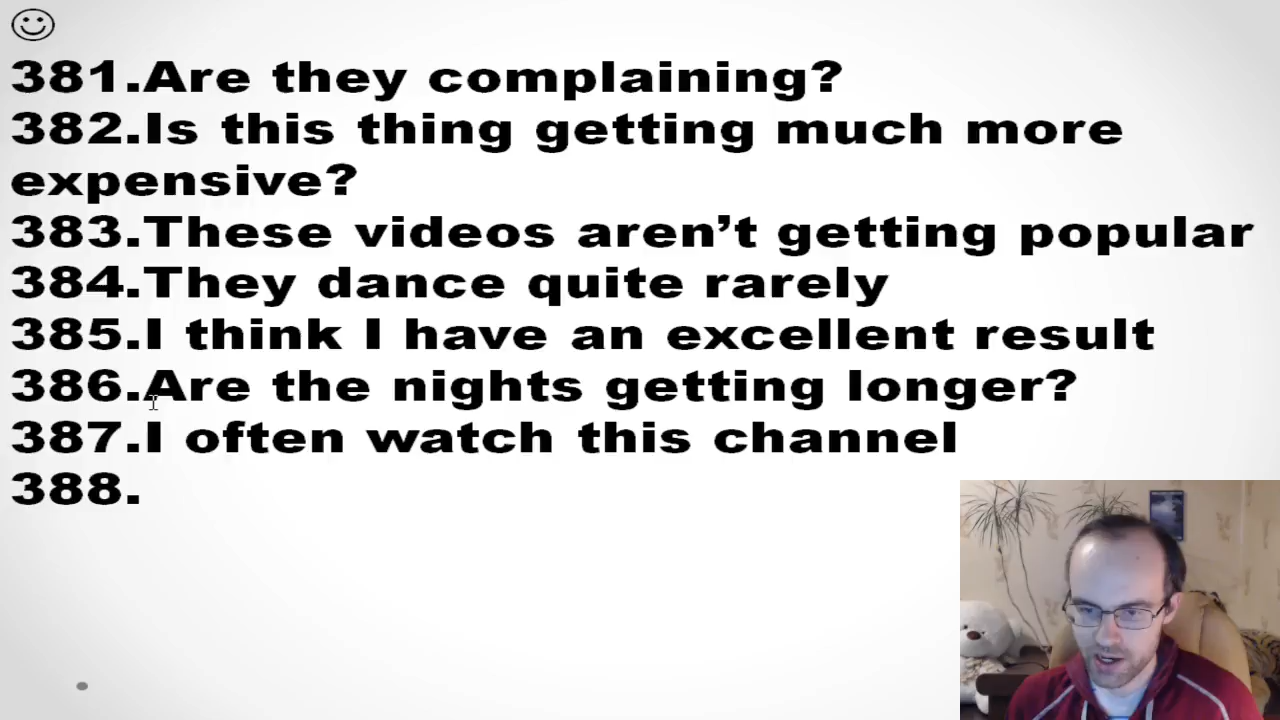 381.Are they complaining?
382.Is this thing getting much more
expensive?
383.These videos aren’t getting popular
384.They dance quite rarely
385.I think I have an excellent result
386.Are the nights getting longer?
387.I often watch this channel
388.